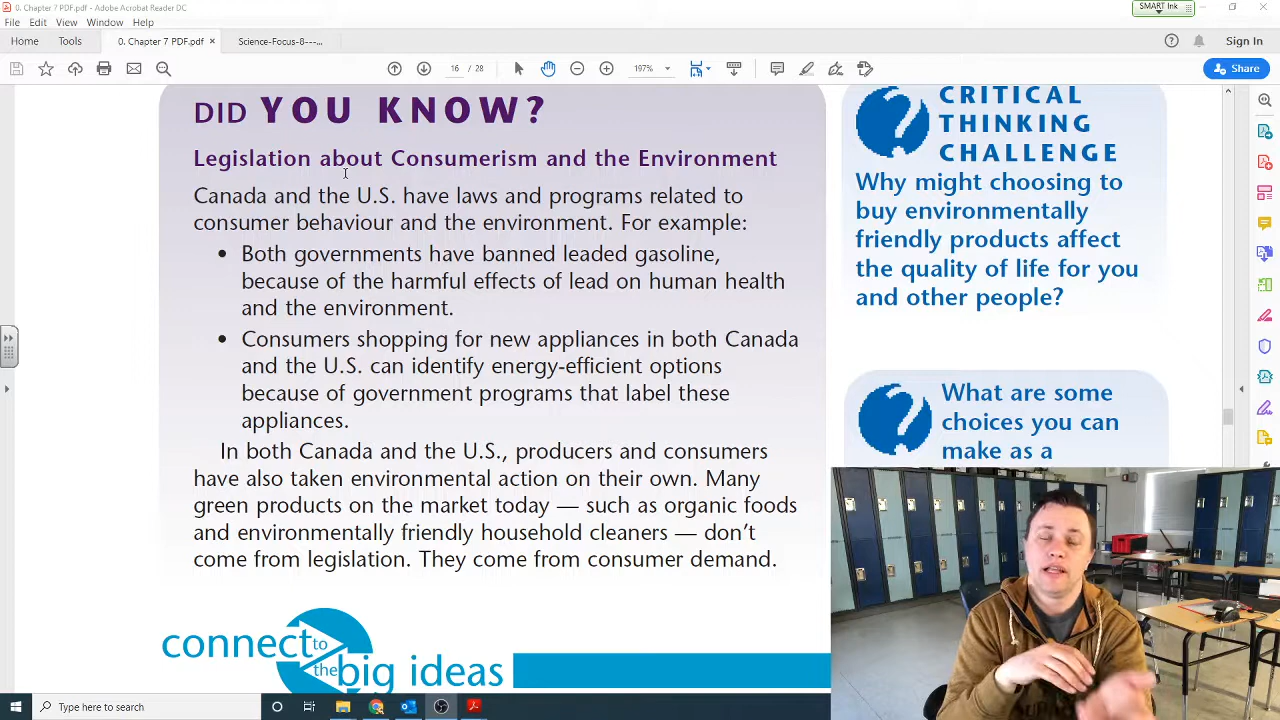 0. Chapter 7 PDF.pdf - Adobe Acrobat Reader DC
SMART Ink
File Edit View Window Help
Home Tools 0. Chapter 7 PDF.pdf × Science-Focus-8---... Sign In
16 / 28 197% Share
DID YOU KNOW?
Legislation about Consumerism and the Environment
Canada and the U.S. have laws and programs related to
consumer behaviour and the environment. For example:
• Both governments have banned leaded gasoline,
because of the harmful effects of lead on human health
and the environment.
• Consumers shopping for new appliances in both Canada
and the U.S. can identify energy-efficient options
because of government programs that label these
appliances.
In both Canada and the U.S., producers and consumers
have also taken environmental action on their own. Many
green products on the market today — such as organic foods
and environmentally friendly household cleaners — don't
come from legislation. They come from consumer demand.
connect to
the big ideas
CRITICAL
THINKING
CHALLENGE
Why might choosing to
buy environmentally
friendly products affect
the quality of life for you
and other people?
What are some
choices you can
make as a
Type here to search